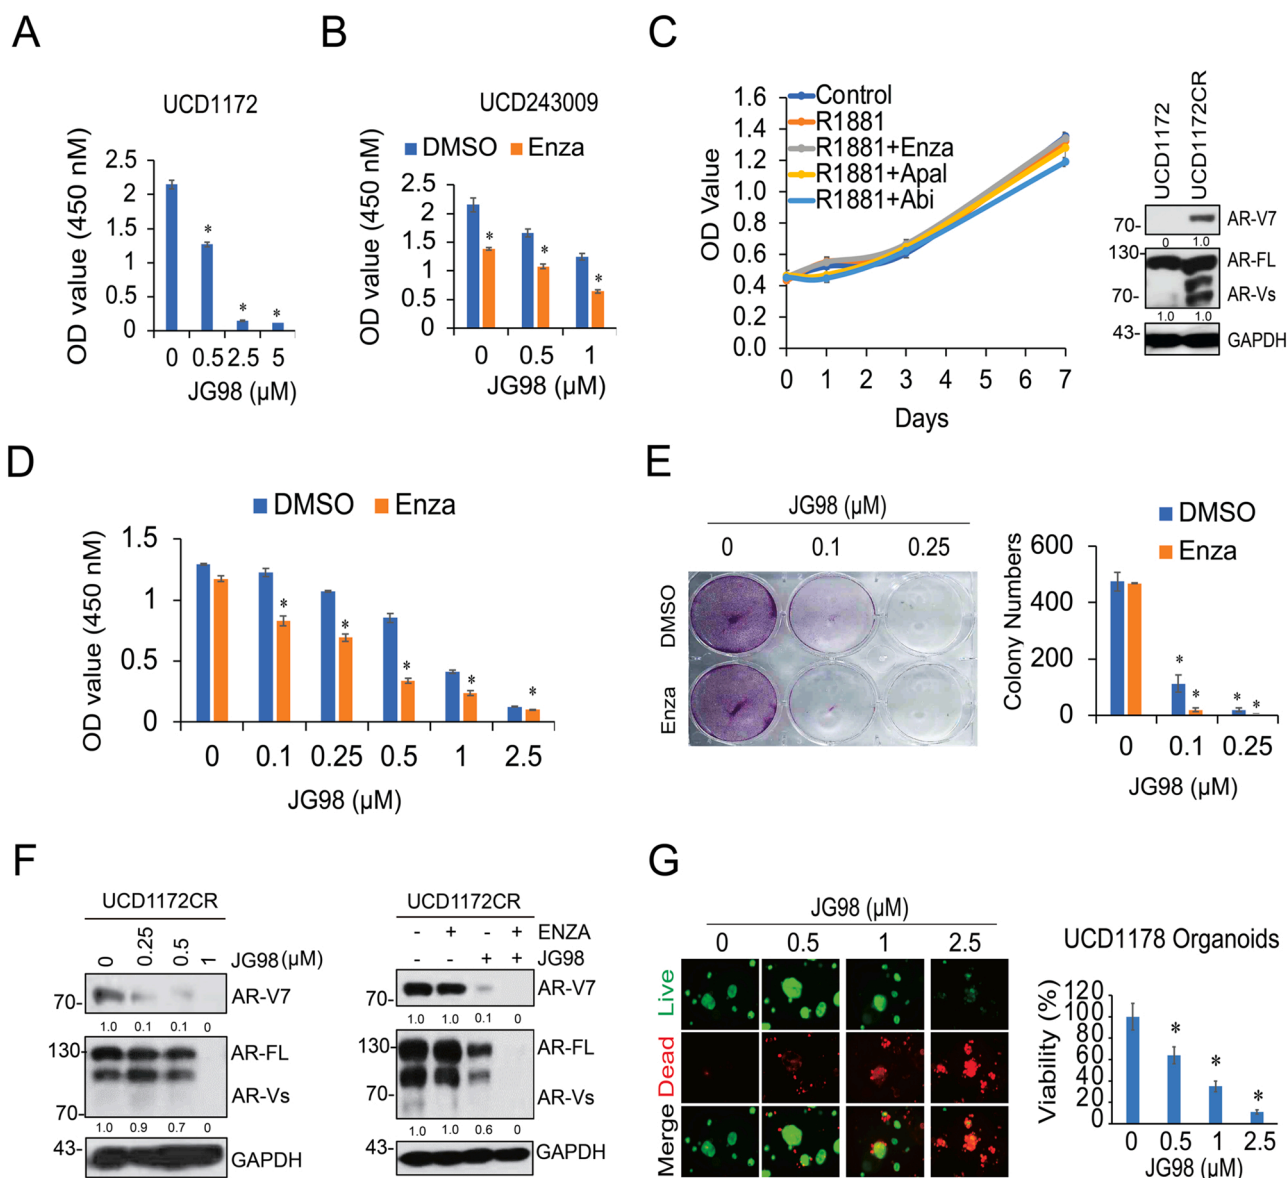 A
UCD1172
OD value (450 nM)
2.5
2
1.5
1
0.5
0
*
*
*
0 0.5 2.5 5
JG98 (µM)
B
UCD243009
DMSO Enza
OD value (450 nM)
2.5
2
1.5
1
0.5
0
*
*
*
0 0.5 1
JG98 (µM)
C
Control
R1881
R1881+Enza
R1881+Apal
R1881+Abi
OD Value
1.6
1.4
1.2
1.0
0.8
0.6
0.4
0.2
0.0
0 1 2 3 4 5 6 7
Days
UCD1172
UCD1172CR
70- AR-V7
0 1.0
130- AR-FL
70- AR-Vs
1.0 1.0
43- GAPDH
D
DMSO Enza
OD value (450 nM)
1.5
1
0.5
0
* * * * *
0 0.1 0.25 0.5 1 2.5
JG98 (µM)
E
JG98 (µM)
0 0.1 0.25
DMSO
Enza
DMSO
Enza
Colony Numbers
600
400
200
0
* * * *
0 0.1 0.25
JG98 (µM)
F
UCD1172CR
0 0.25 0.5 1 JG98 (µM)
70- AR-V7
1.0 0.1 0.1 0
130- AR-FL
AR-Vs
70-
1.0 0.9 0.7 0
43- GAPDH
UCD1172CR
- + - + ENZA
- - + + JG98
70- AR-V7
1.0 1.0 0.1 0
130- AR-FL
70- AR-Vs
1.0 1.0 0.6 0
43- GAPDH
G
JG98 (µM)
0 0.5 1 2.5
Live
Dead
Merge
UCD1178 Organoids
Viability (%)
120
100
80
60
40
20
0
* * *
0 0.5 1 2.5
JG98 (µM)